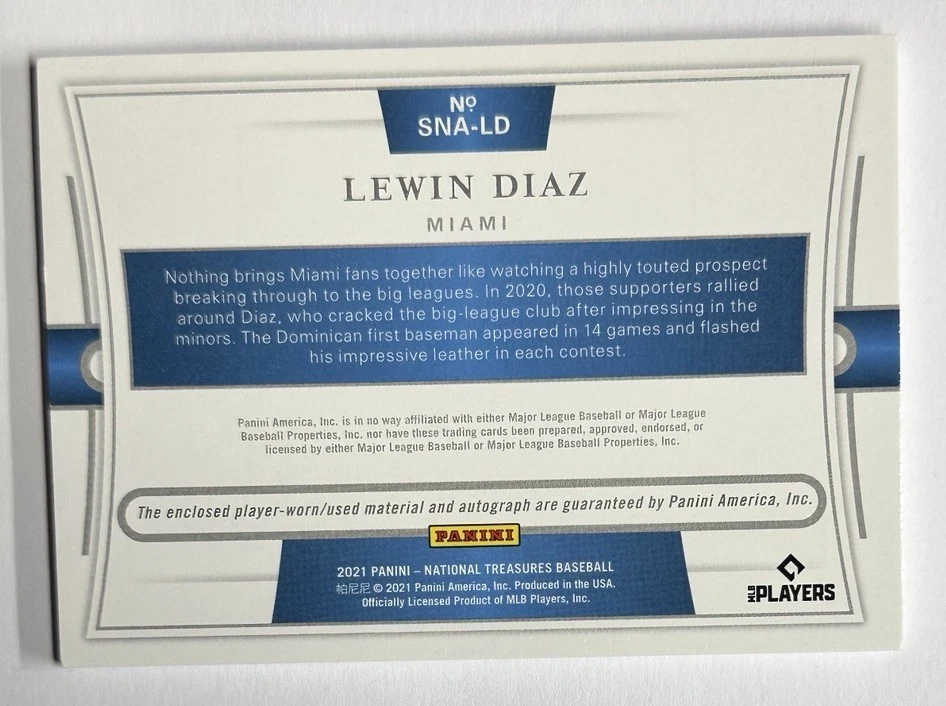 Nº
SNA-LD
LEWIN DIAZ
MIAMI
Nothing brings Miami fans together like watching a highly touted prospect
breaking through to the big leagues. In 2020, those supporters rallied
around Diaz, who cracked the big-league club after impressing in the
minors. The Dominican first baseman appeared in 14 games and flashed
his impressive leather in each contest.
Panini America, Inc. is in no way affiliated with either Major League Baseball or Major League
Baseball Properties, Inc. nor have these trading cards been prepared, approved, endorsed, or
licensed by either Major League Baseball or Major League Baseball Properties, Inc.
The enclosed player-worn/used material and autograph are guaranteed by Panini America, Inc.
PANINI
2021 PANINI – NATIONAL TREASURES BASEBALL
帕尼尼 © 2021 Panini America, Inc. Produced in the USA.
Officially Licensed Product of MLB Players, Inc.
MLB PLAYERS